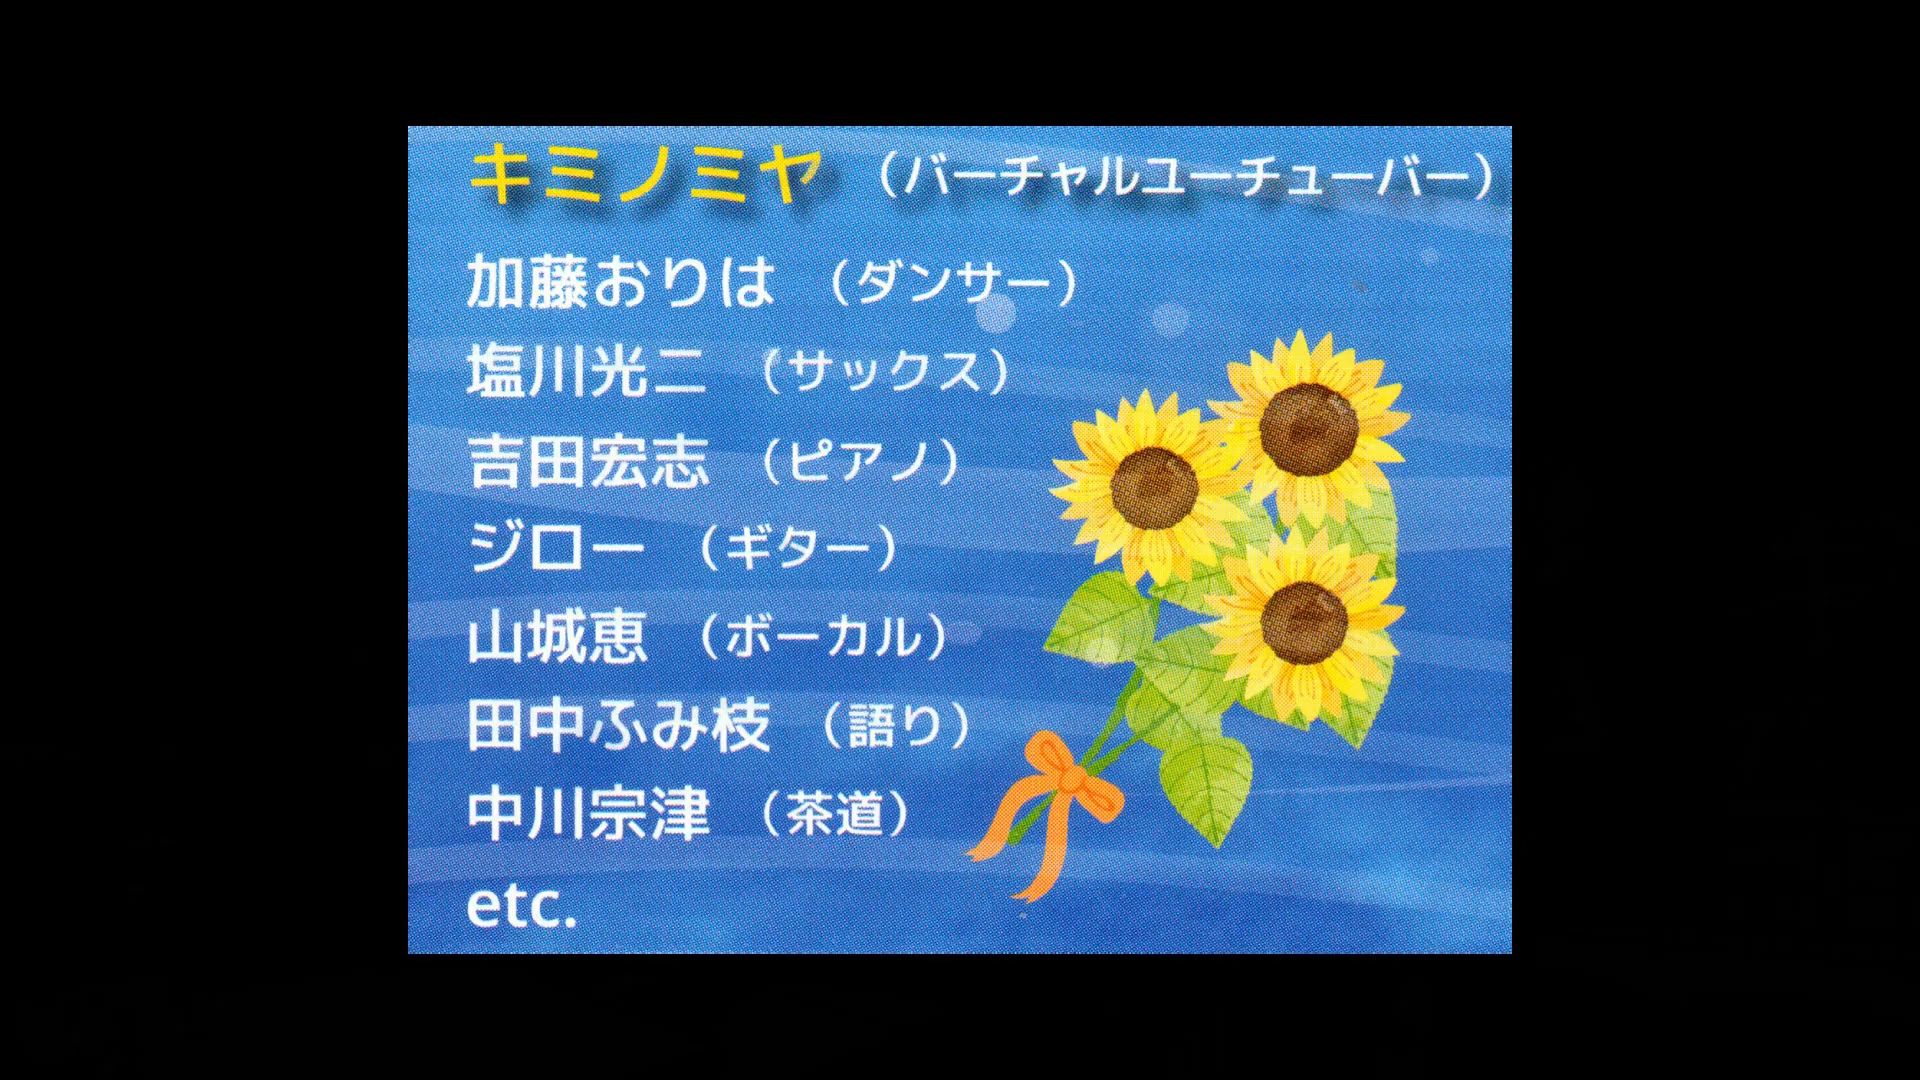 キミノミヤ （バーチャルユーチューバー）
加藤おりは （ダンサー）
塩川光二 （サックス）
吉田宏志 （ピアノ）
ジロー （ギター）
山城恵 （ボーカル）
田中ふみ枝 （語り）
中川宗津 （茶道）
etc.